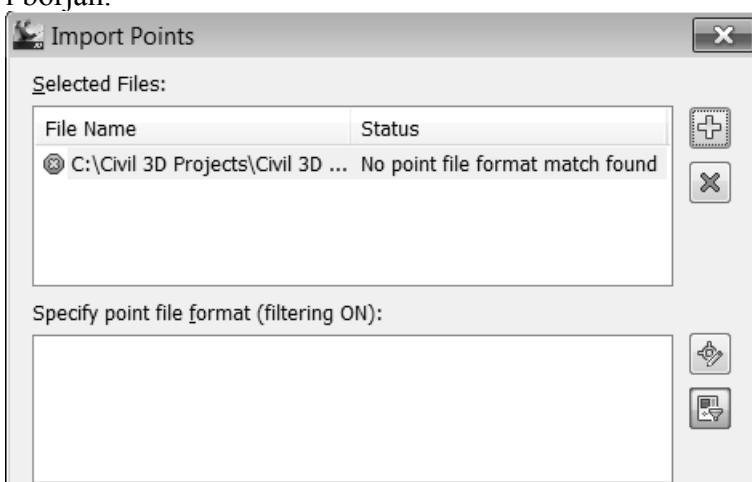 i början.
Import Points
Selected Files:
File Name Status
C:\Civil 3D Projects\Civil 3D ... No point file format match found
Specify point file format (filtering ON):